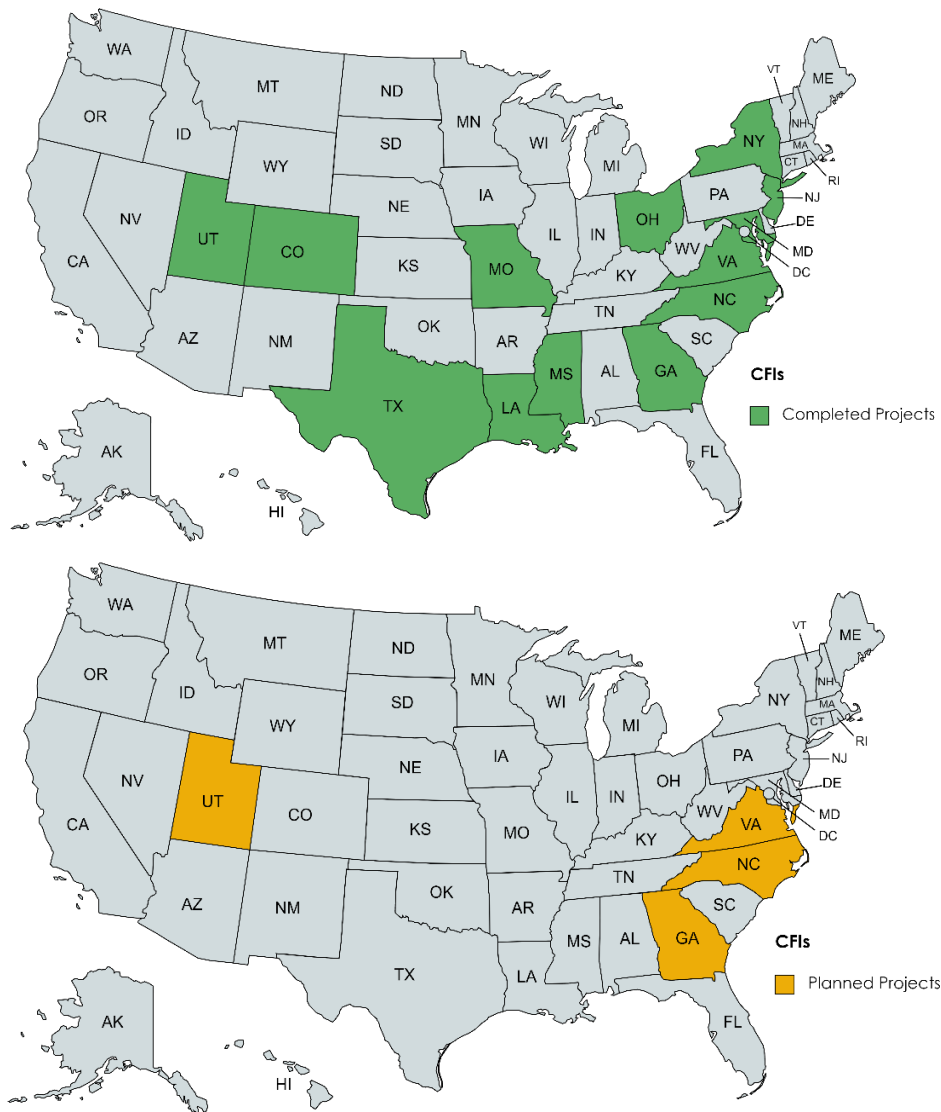 WA
MT
ND
MN
VT
ME
OR
ID
SD
WI
MI
NY
NH
MA
CT
RI
WY
IA
PA
NJ
NV
NE
IL
IN
OH
DE
UT
CO
KS
MO
WV
VA
MD
DC
CA
KY
NC
TN
AZ
NM
OK
AR
SC
MS
AL
GA
CFIs
TX
LA
Completed Projects
FL
AK
HI
WA
MT
ND
MN
VT
ME
OR
ID
SD
WI
MI
NY
NH
MA
CT
RI
WY
IA
PA
NJ
NV
NE
IL
IN
OH
DE
UT
CO
KS
MO
WV
VA
MD
DC
CA
KY
NC
TN
AZ
NM
OK
AR
SC
MS
AL
GA
CFIs
TX
LA
Planned Projects
FL
AK
HI